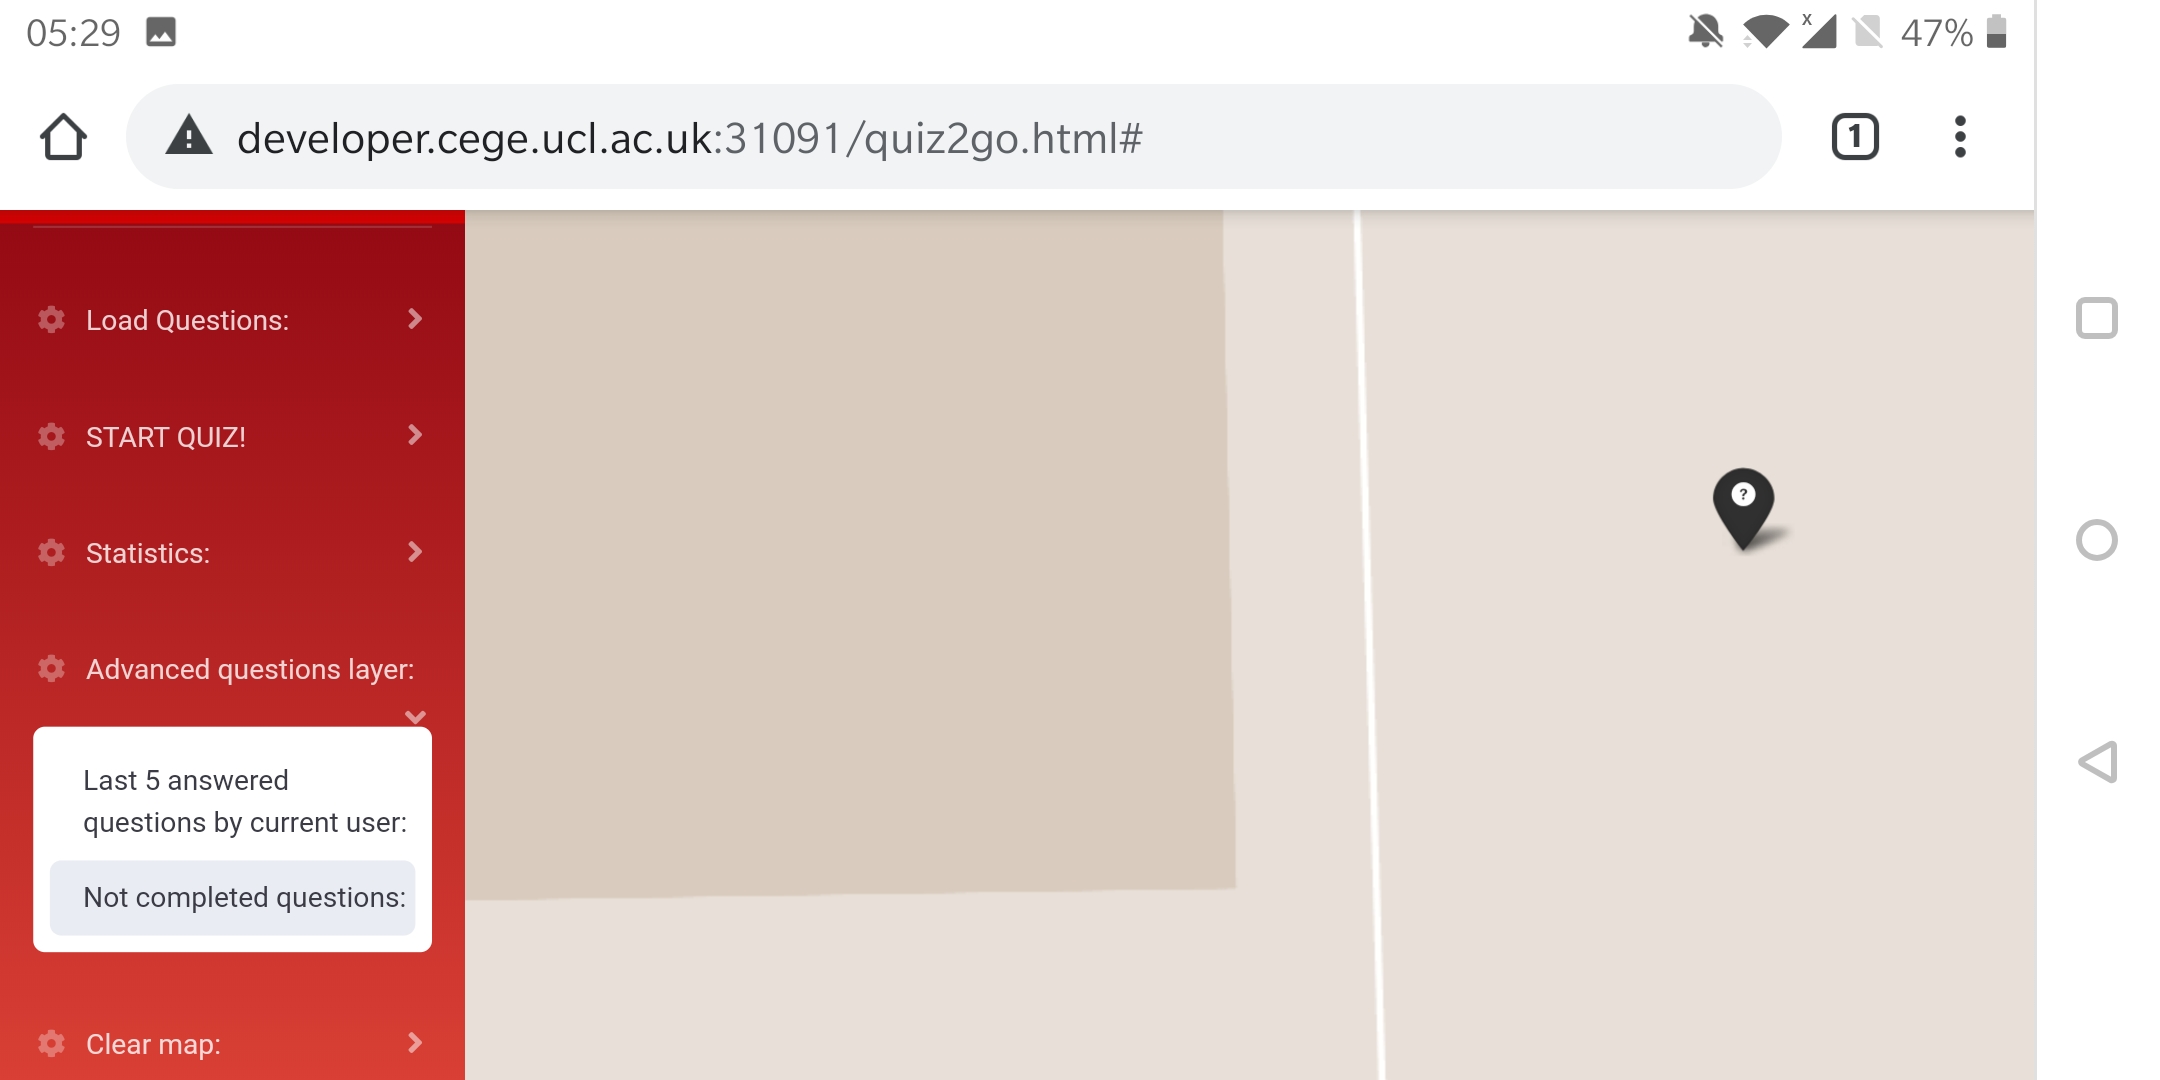 05:29
x
47%
developer.cege.ucl.ac.uk:31091/quiz2go.html#
1
Load Questions:
START QUIZ!
Statistics:
Advanced questions layer:
Last 5 answered
questions by current user:
Not completed questions:
Clear map:
?